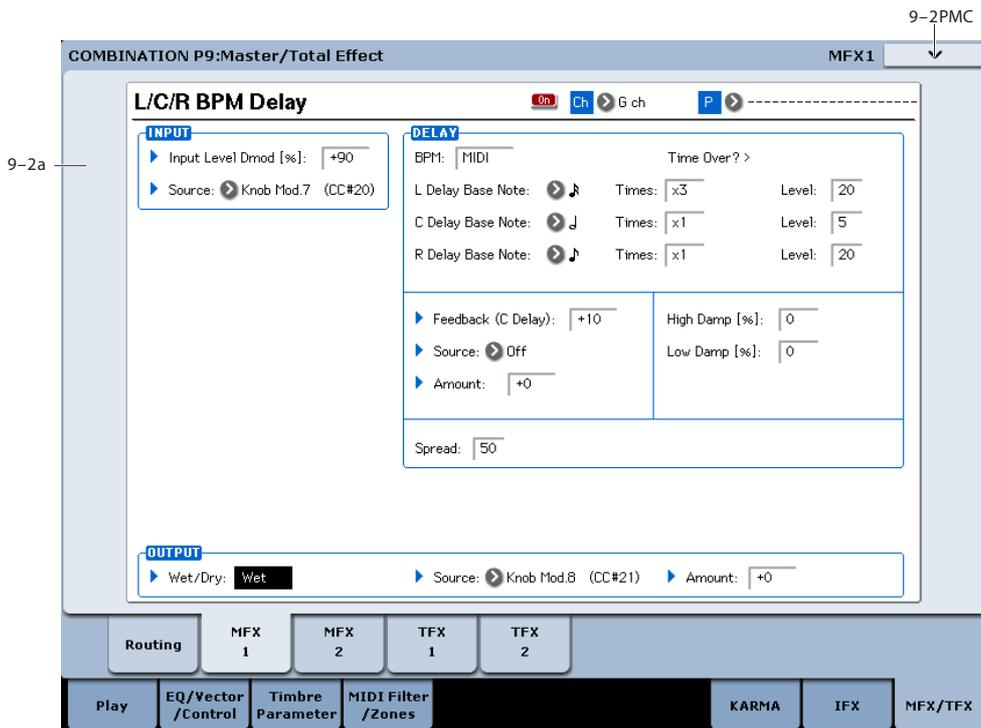 9–2PMC
COMBINATION P9:Master/Total Effect MFX1
L/C/R BPM Delay On Ch G ch P --------------------
9–2a
INPUT
Input Level Dmod [%]: +90
Source: Knob Mod.7 (CC#20)
DELAY
BPM: MIDI Time Over? >
L Delay Base Note: Times: x3 Level: 20
C Delay Base Note: Times: x1 Level: 5
R Delay Base Note: Times: x1 Level: 20
Feedback (C Delay): +10
Source: Off
Amount: +0
High Damp [%]: 0
Low Damp [%]: 0
Spread: 50
OUTPUT
Wet/Dry: Wet Source: Knob Mod.8 (CC#21) Amount: +0
Routing
MFX
1
MFX
2
TFX
1
TFX
2
Play
EQ/Vector
/Control
Timbre
Parameter
MIDI Filter
/Zones
KARMA
IFX
MFX/TFX